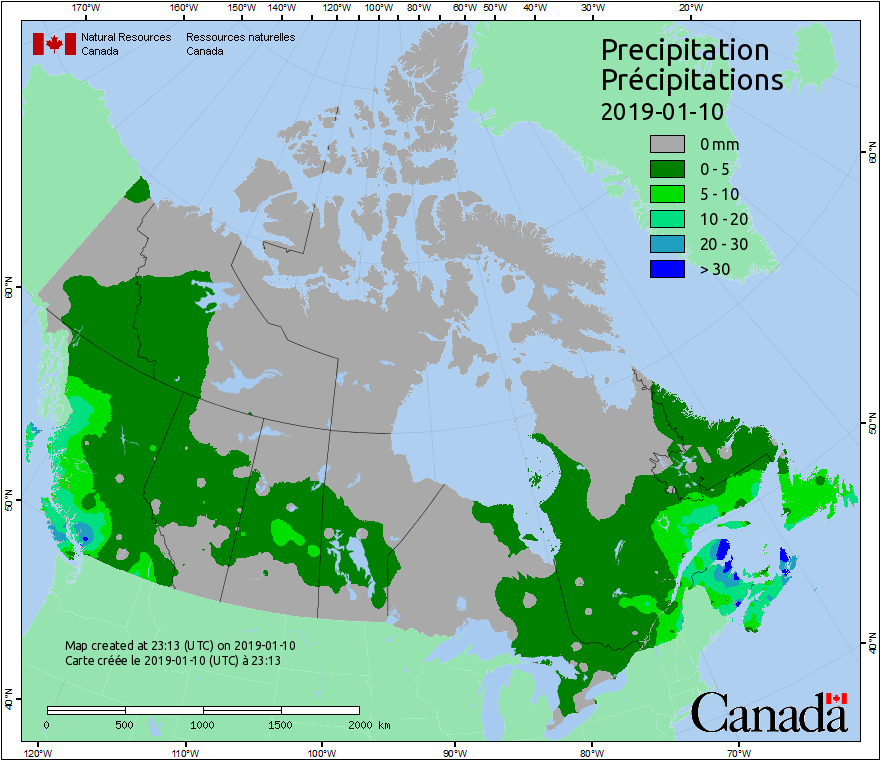 170°W 160°W 150°W 140°W 130°W 120°W 110°W 100°W 90°W 80°W 60°W 50°W 40°W 30°W 20°W
Natural Resources Ressources naturelles
Canada Canada
Precipitation
Précipitations
2019-01-10
0 mm
0 - 5
5 - 10
10 - 20
20 - 30
> 30
60°N
60°N
50°N
50°N
40°N
40°N
Map created at 23:13 (UTC) on 2019-01-10
Carte créée le 2019-01-10 (UTC) à 23:13
0 500 1000 1500 2000 km
Canada
120°W 110°W 100°W 90°W 80°W 70°W